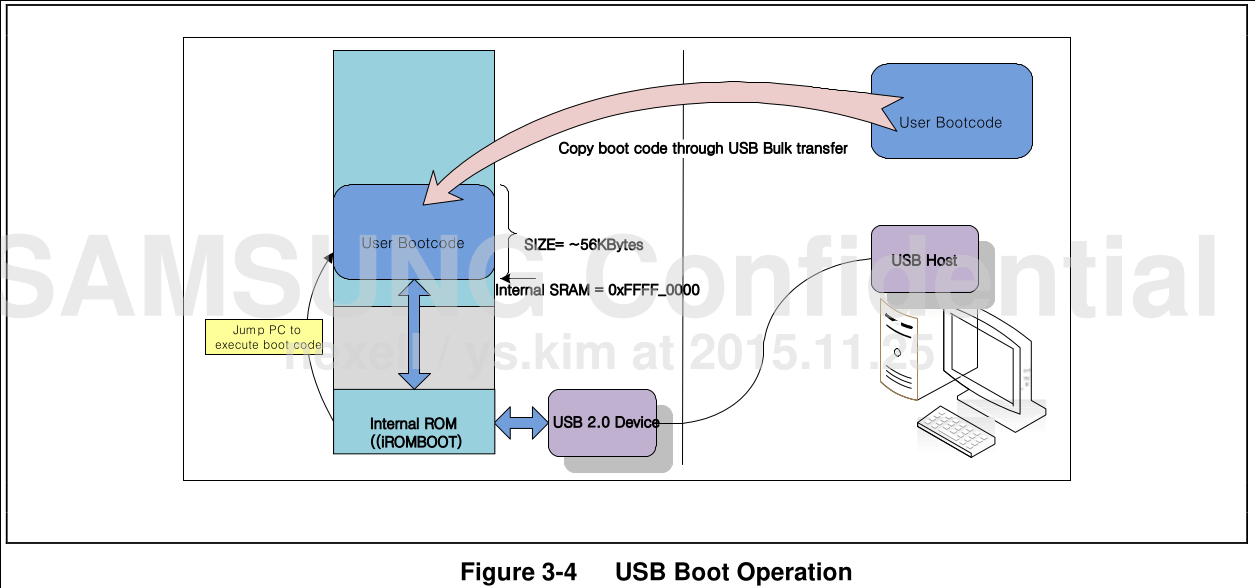 User Bootcode
Copy boot code through USB Bulk transfer
User Bootcode
SIZE= ~56KBytes
USB Host
Internal SRAM = 0xFFFF_0000
SAMSUNG Confidential
Jump PC to
execute boot code
nexell / ys.kim at 2015.11.25
Internal ROM
((iROMBOOT)
USB 2.0 Device
Figure 3-4 USB Boot Operation